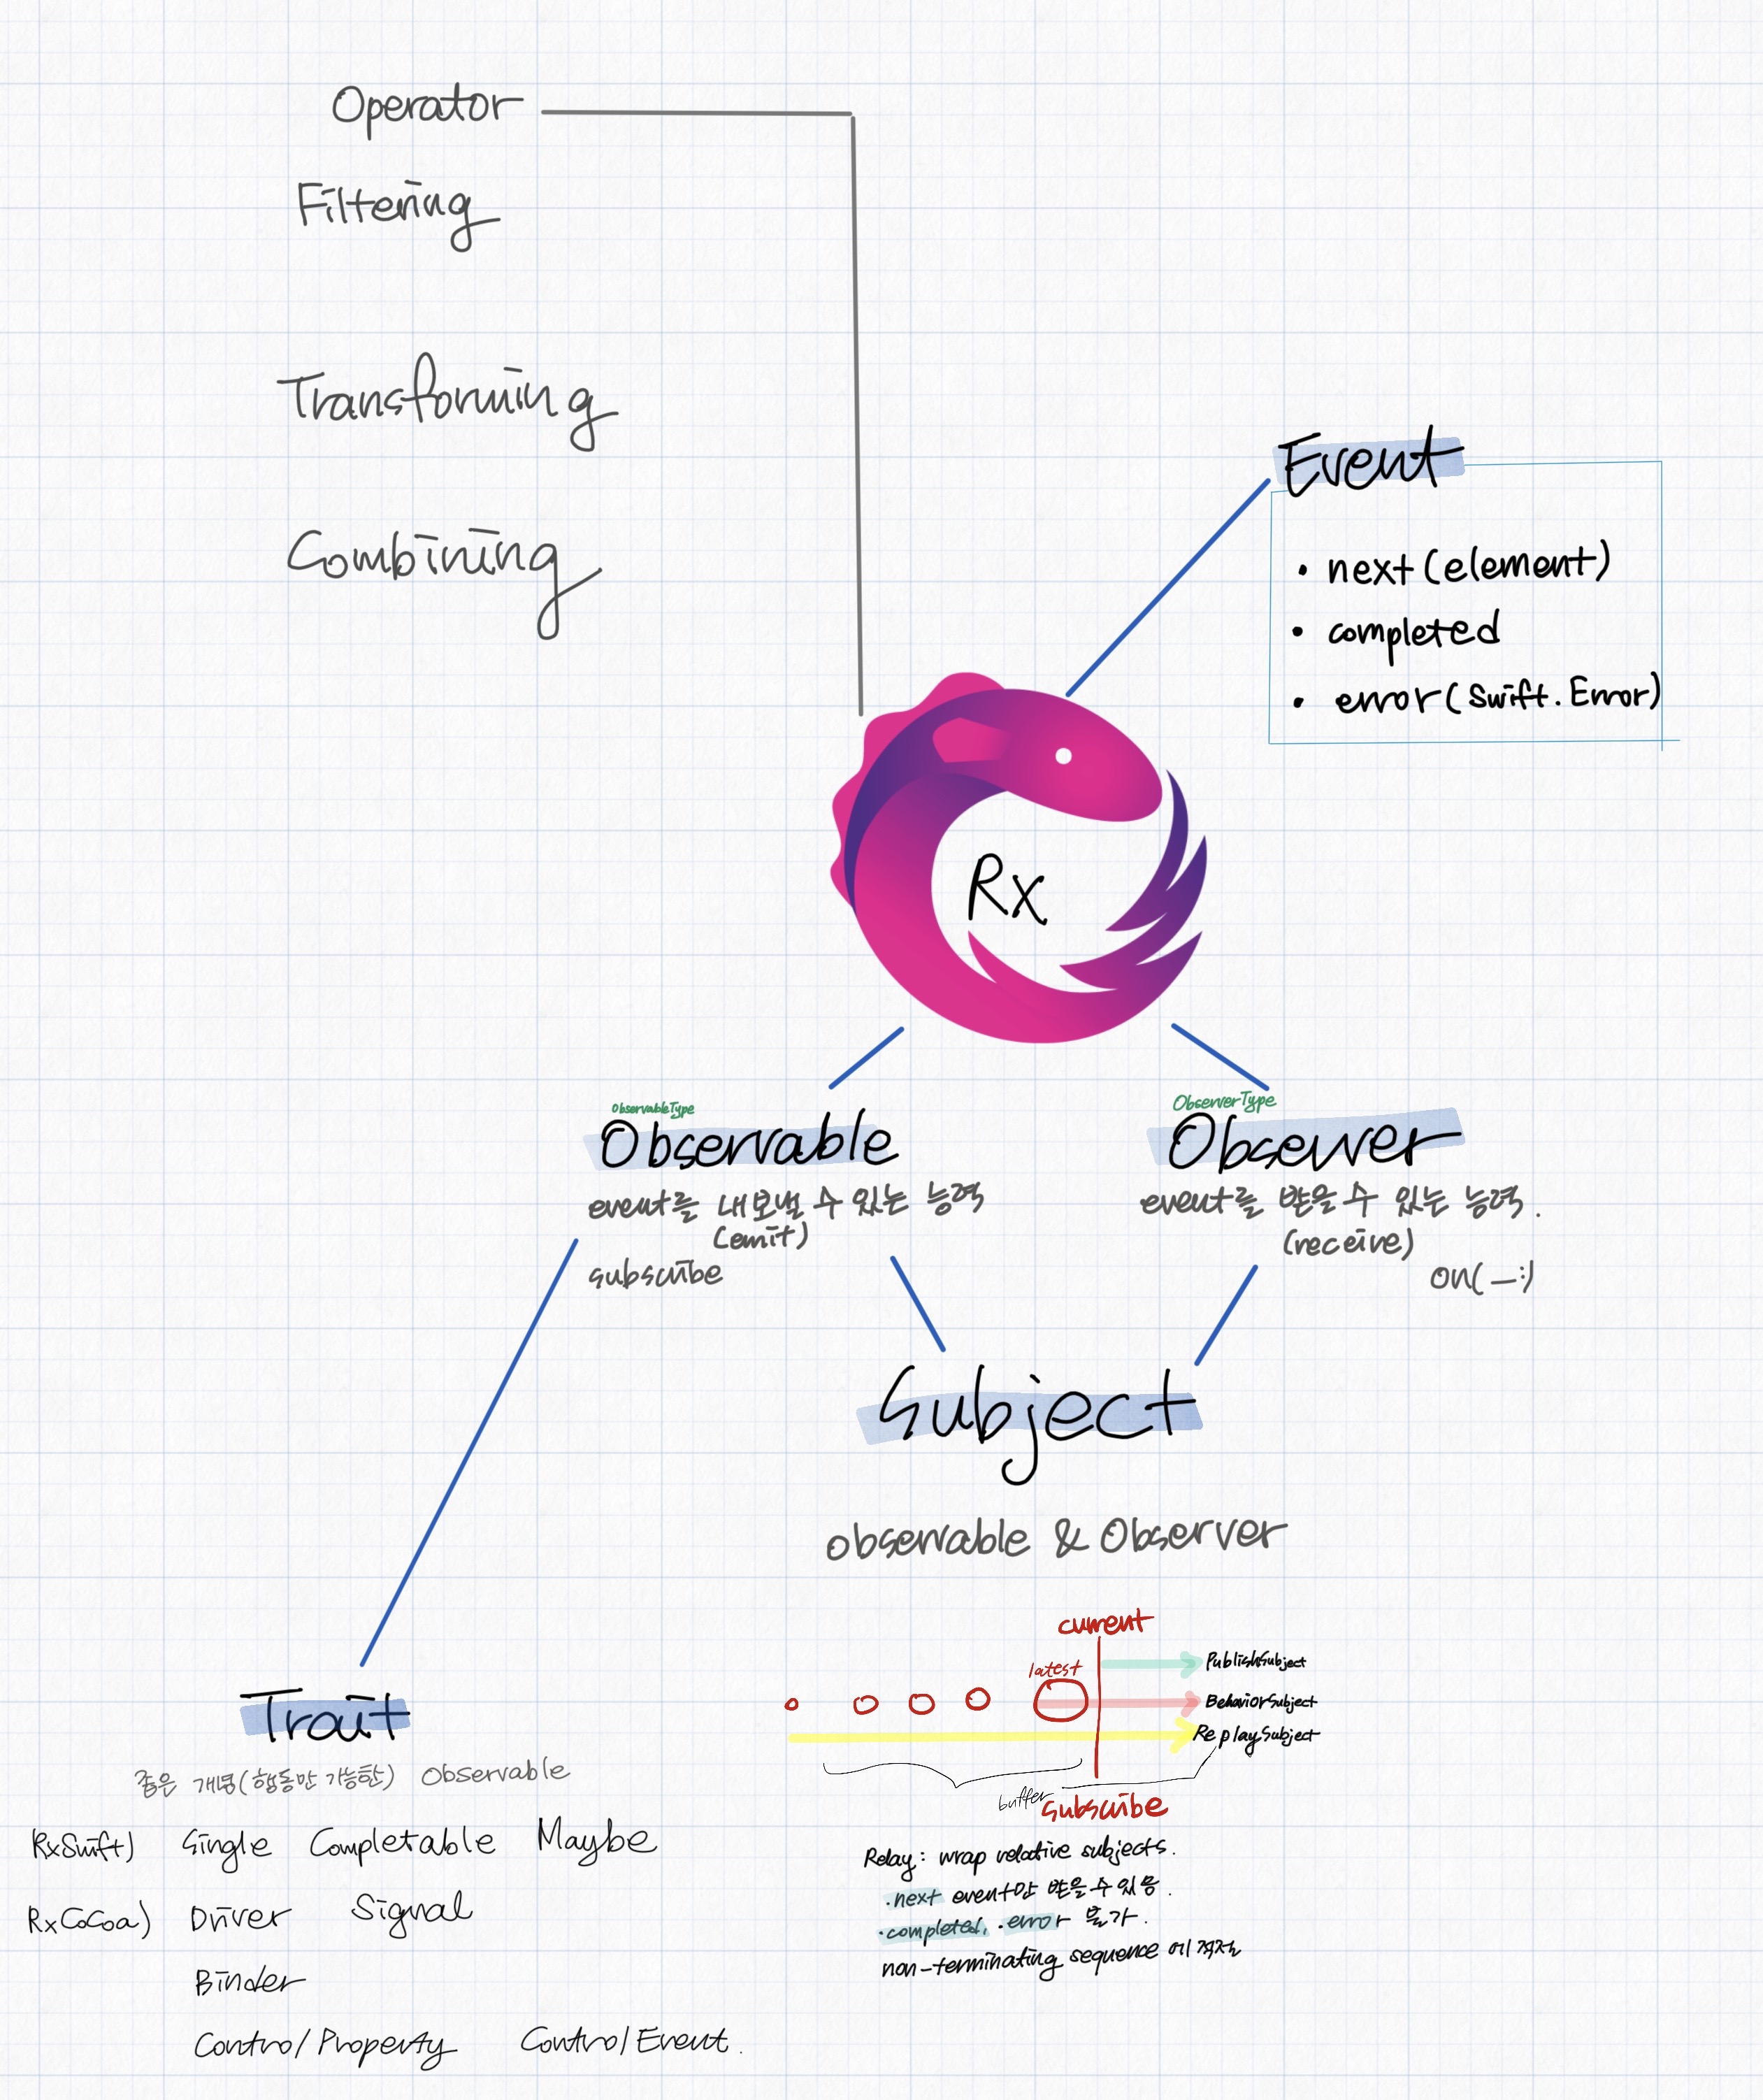 Operator
Filtering
Transforming
Combining
Event
• next(element)
• completed
• error(Swift.Error)
Rx
ObservableType
Observable
event를 내보낼 수 있는 능력
(emit)
subscribe
ObserverType
Observer
event를 받을 수 있는 능력.
(receive)
on(_:)
Subject
observable & Observer
current
latest
PublishSubject
BehaviorSubject
ReplaySubject
buffer
subscribe
Relay: wrap relative subjects.
.next event만 받을 수 있음.
.completed, .error 불가.
non-terminating sequence에 적절
Trait
좁은 개념(행동만 가능한) Observable
RxSwift) Single Completable Maybe
RxCoCoa) Driver Signal
Binder
Control Property Control Event.